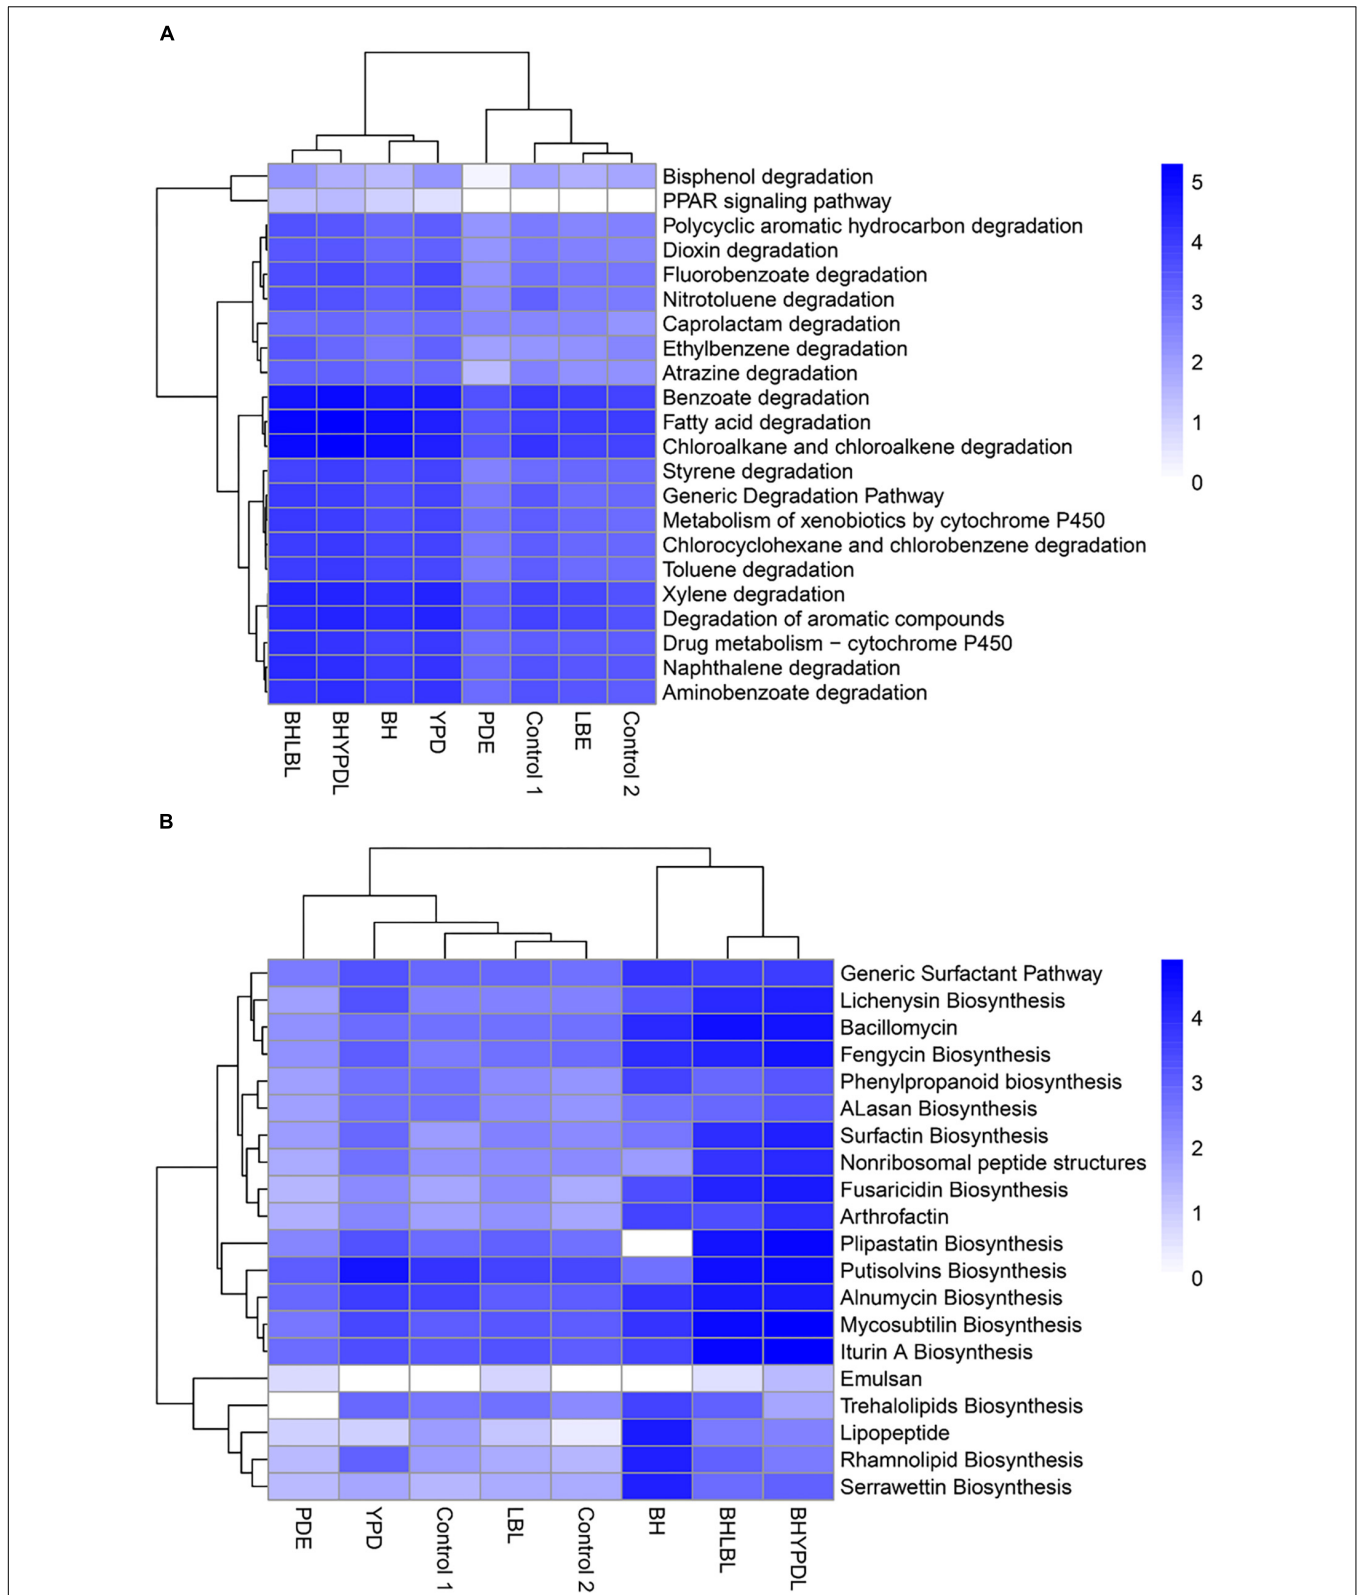 A
Bisphenol degradation
PPAR signaling pathway
Polycyclic aromatic hydrocarbon degradation
Dioxin degradation
Fluorobenzoate degradation
Nitrotoluene degradation
Caprolactam degradation
Ethylbenzene degradation
Atrazine degradation
Benzoate degradation
Fatty acid degradation
Chloroalkane and chloroalkene degradation
Styrene degradation
Generic Degradation Pathway
Metabolism of xenobiotics by cytochrome P450
Chlorocyclohexane and chlorobenzene degradation
Toluene degradation
Xylene degradation
Degradation of aromatic compounds
Drug metabolism − cytochrome P450
Naphthalene degradation
Aminobenzoate degradation
5
4
3
2
1
0
BHLBL
BHYPDL
BH
YPD
PDE
Control 1
LBE
Control 2
B
Generic Surfactant Pathway
Lichenysin Biosynthesis
Bacillomycin
Fengycin Biosynthesis
Phenylpropanoid biosynthesis
ALasan Biosynthesis
Surfactin Biosynthesis
Nonribosomal peptide structures
Fusaricidin Biosynthesis
Arthrofactin
Plipastatin Biosynthesis
Putisolvins Biosynthesis
Alnumycin Biosynthesis
Mycosubtilin Biosynthesis
Iturin A Biosynthesis
Emulsan
Trehalolipids Biosynthesis
Lipopeptide
Rhamnolipid Biosynthesis
Serrawettin Biosynthesis
4
3
2
1
0
PDE
YPD
Control 1
LBL
Control 2
BH
BHLBL
BHYPDL